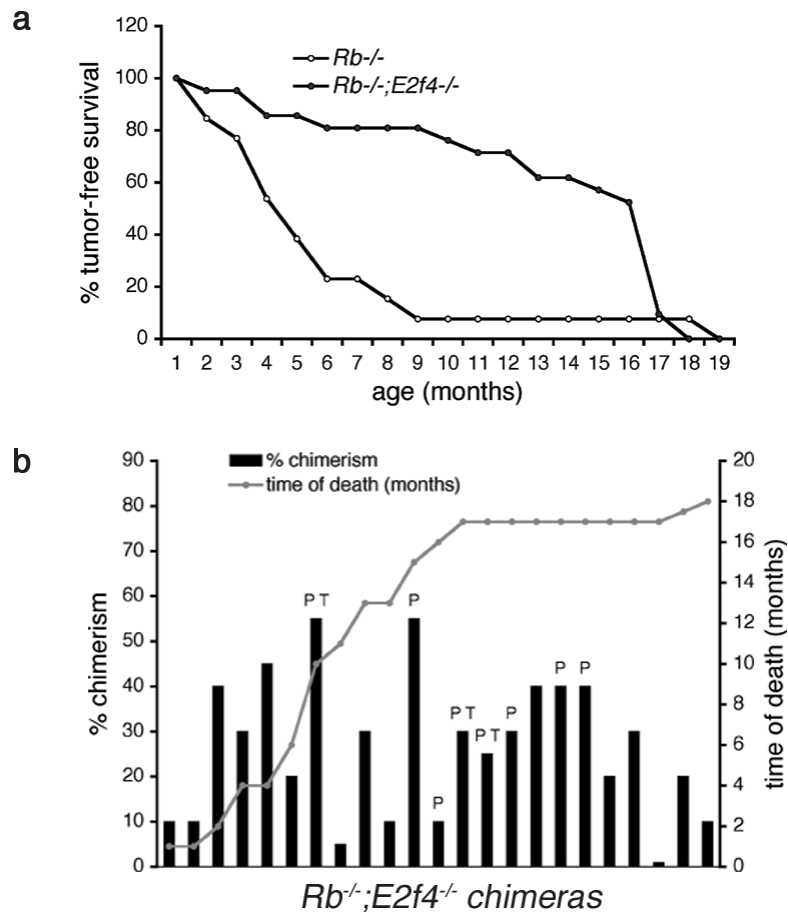 a
120
100
80
60
40
20
0
% tumor-free survival
Rb-/-
Rb-/-;E2f4-/-
1 2 3 4 5 6 7 8 9 10 11 12 13 14 15 16 17 18 19
age (months)
b
90
80
70
60
50
40
30
20
10
0
% chimerism
% chimerism
time of death (months)
P T
P
P
P T
P T
P
P
P
20
18
16
14
12
10
8
6
4
2
0
time of death (months)
Rb-/-;E2f4-/- chimeras